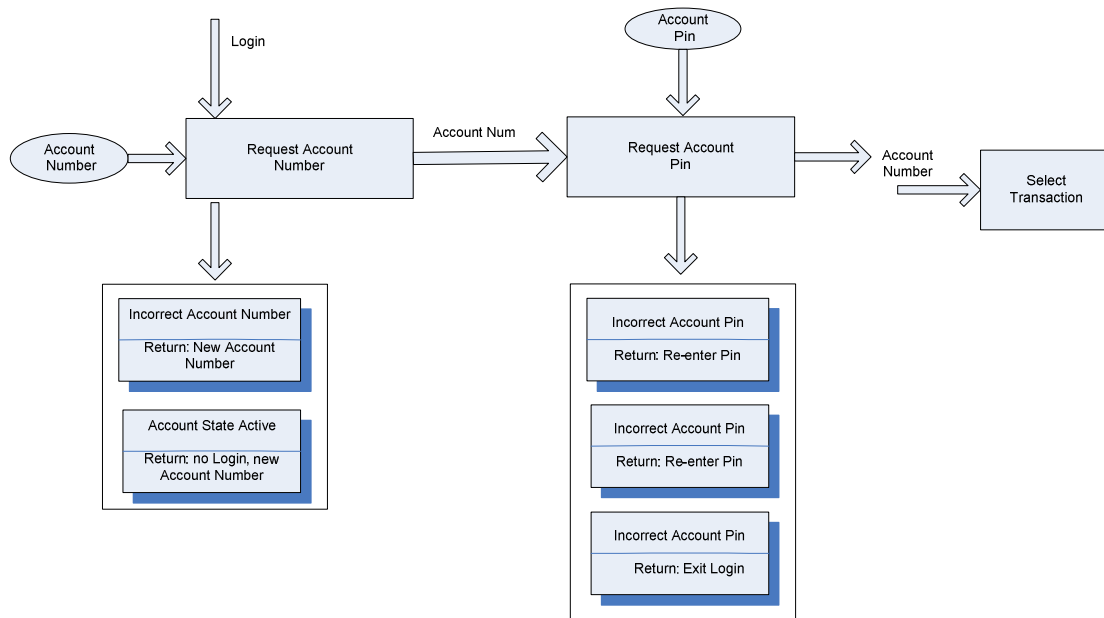 Login
Account
Pin
Account
Number
Request Account
Number
Account Num
Request Account
Pin
Account
Number
Select
Transaction
Incorrect Account Number
Return: New Account
Number
Account State Active
Return: no Login, new
Account Number
Incorrect Account Pin
Return: Re-enter Pin
Incorrect Account Pin
Return: Re-enter Pin
Incorrect Account Pin
Return: Exit Login